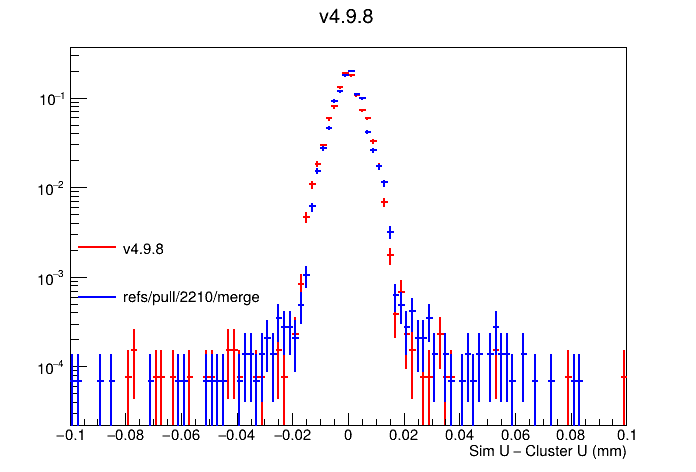 v4.9.8
10⁻¹
10⁻²
10⁻³
10⁻⁴
v4.9.8
refs/pull/2210/merge
−0.1 −0.08 −0.06 −0.04 −0.02 0 0.02 0.04 0.06 0.08 0.1
Sim U − Cluster U (mm)